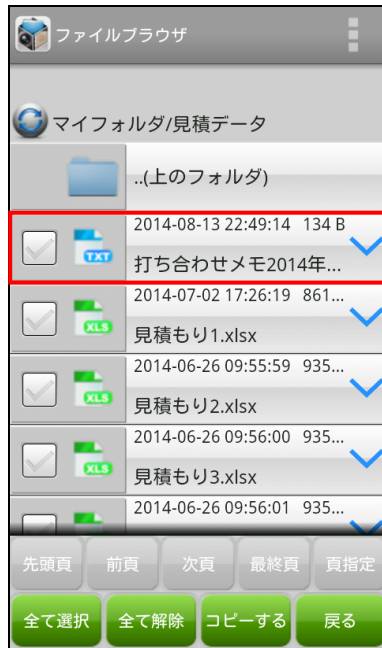 ファイルブラウザ
マイフォルダ/見積データ
..(上のフォルダ)
2014-08-13 22:49:14 134 B
TXT
打ち合わせメモ2014年...
2014-07-02 17:26:19 861...
XLS
見積もり1.xlsx
2014-06-26 09:55:59 935...
XLS
見積もり2.xlsx
2014-06-26 09:56:00 935...
XLS
見積もり3.xlsx
2014-06-26 09:56:01 935...
先頭頁 前頁 次頁 最終頁 頁指定
全て選択 全て解除 コピーする 戻る